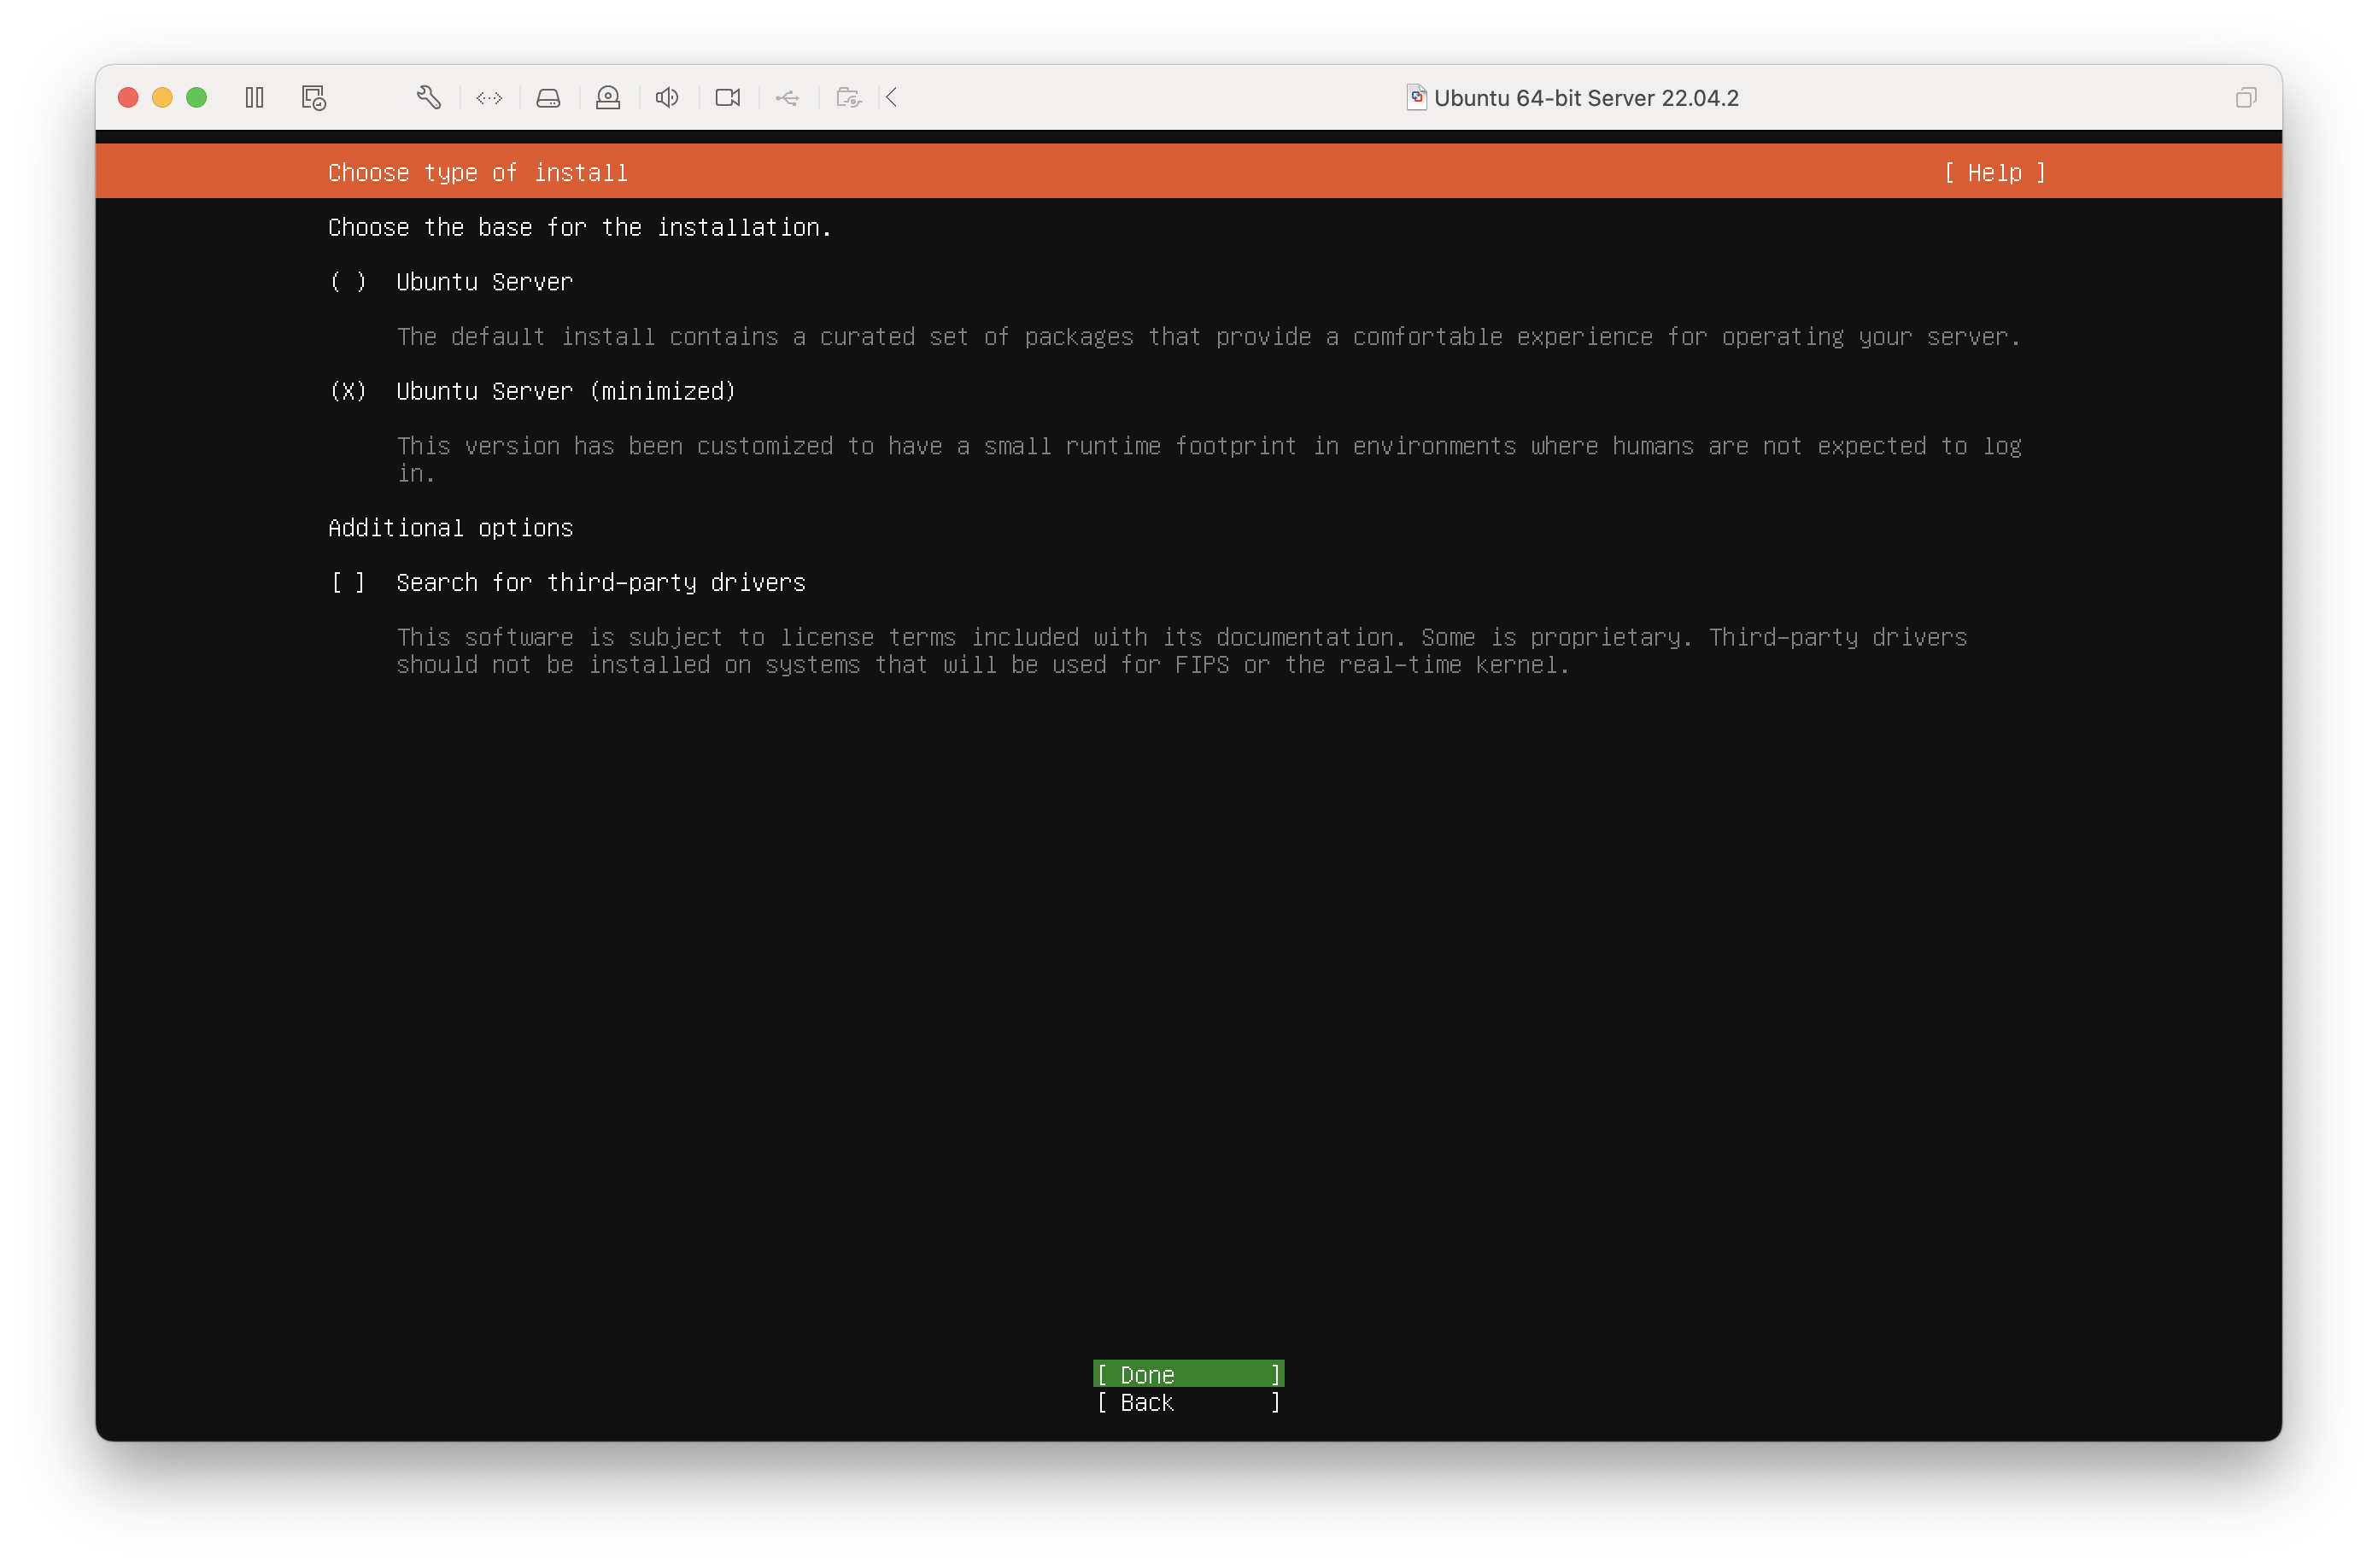 Ubuntu 64-bit Server 22.04.2
Choose type of install [ Help ]
Choose the base for the installation.
( ) Ubuntu Server
The default install contains a curated set of packages that provide a comfortable experience for operating your server.
(X) Ubuntu Server (minimized)
This version has been customized to have a small runtime footprint in environments where humans are not expected to log
in.
Additional options
[ ] Search for third-party drivers
This software is subject to license terms included with its documentation. Some is proprietary. Third-party drivers
should not be installed on systems that will be used for FIPS or the real-time kernel.
[ Done ]
[ Back ]